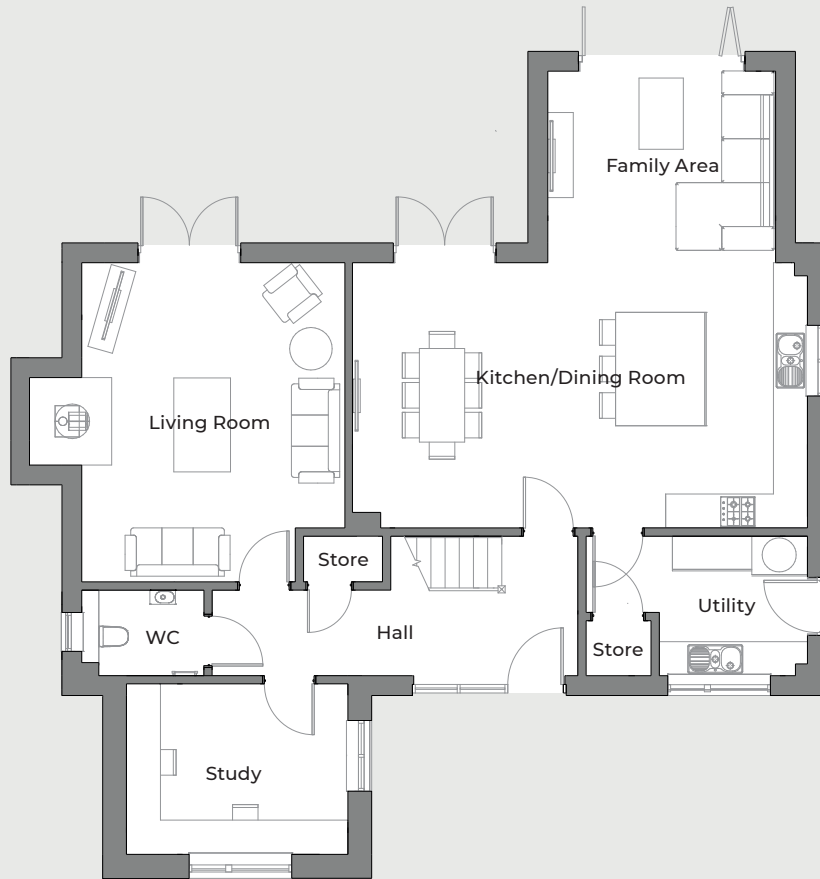 Family Area
Kitchen/Dining Room
Living Room
Store
Utility
Hall
WC
Store
Study